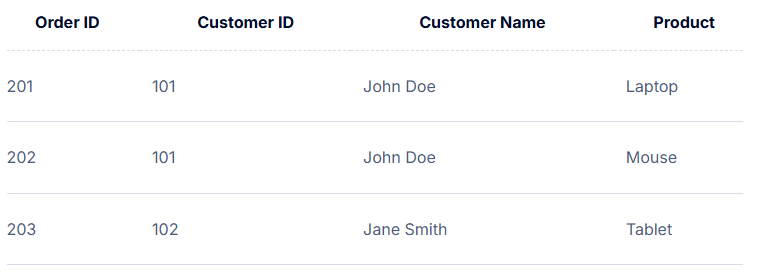 Order ID Customer ID Customer Name Product
201 101 John Doe Laptop
202 101 John Doe Mouse
203 102 Jane Smith Tablet